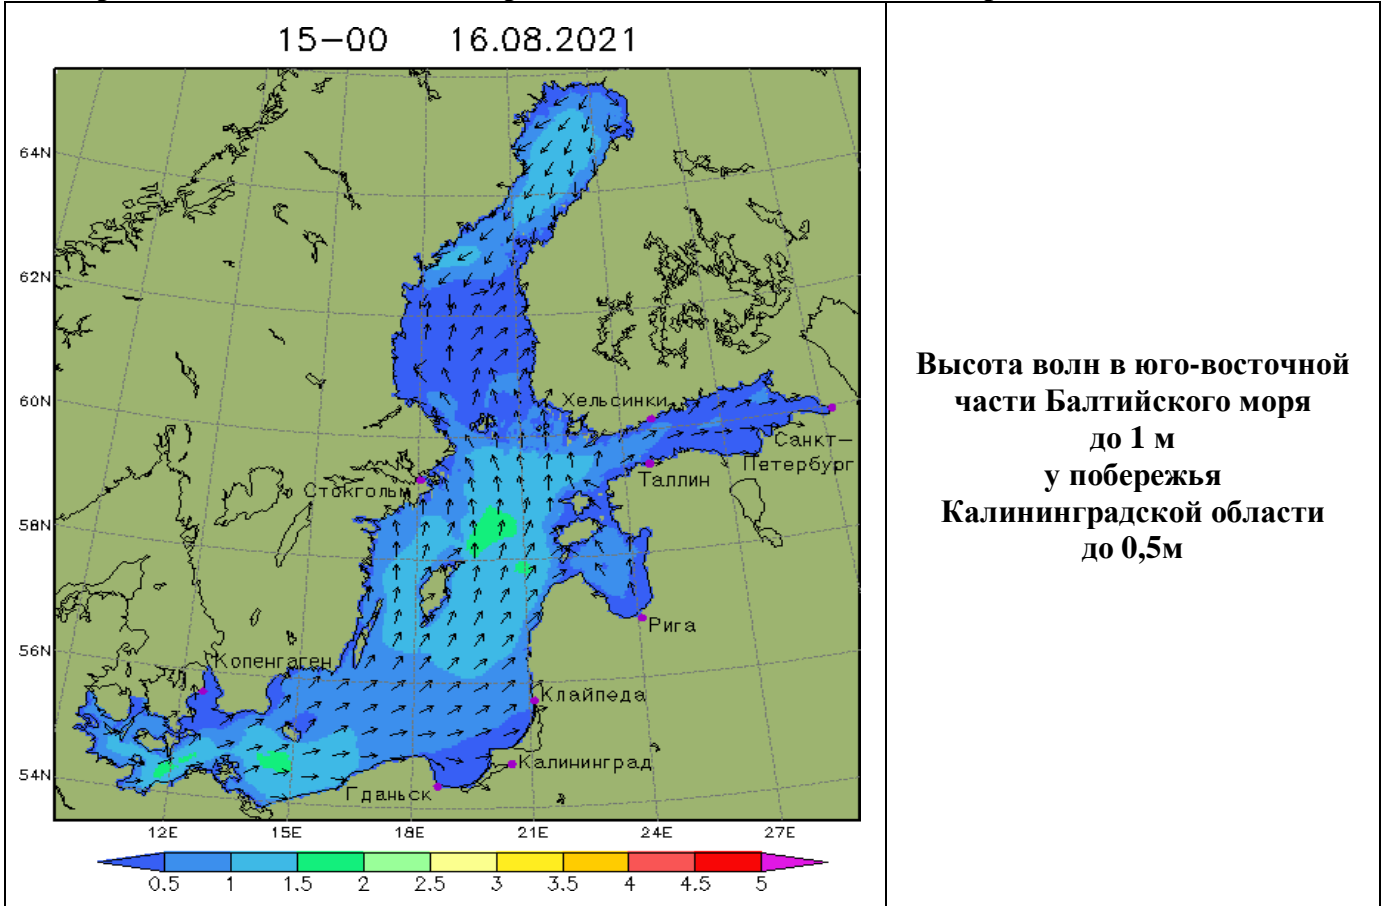 15-00 16.08.2021
64N
62N
60N
58N
56N
54N
Хельсинки
Санкт-
Петербург
Таллин
Стокгольм
Рига
Копенгаген
Клайпеда
Калининград
Гданьск
12E 15E 18E 21E 24E 27E
0.5 1 1.5 2 2.5 3 3.5 4 4.5 5
Высота волн в юго-восточной
части Балтийского моря
до 1 м
у побережья
Калининградской области
до 0,5м